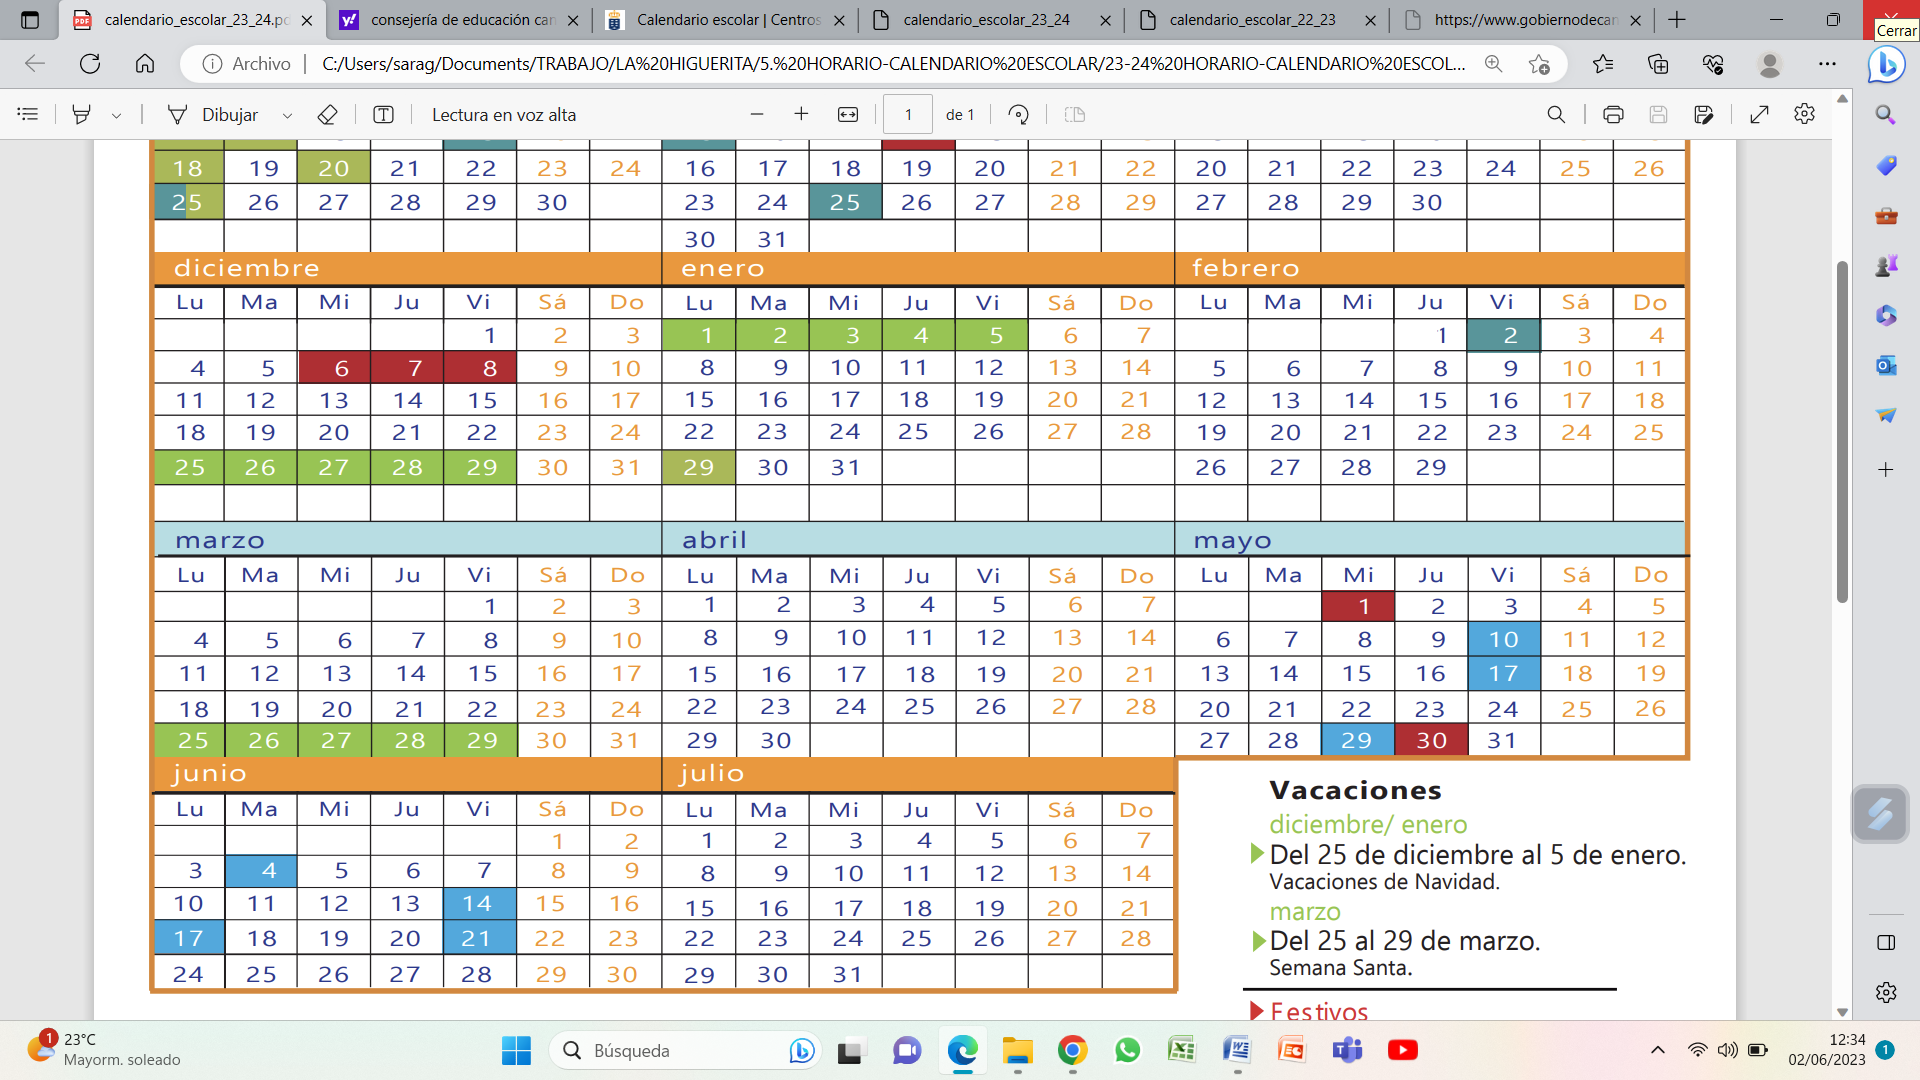 calendario_escolar_23_24.pd
consejería de educación can
Calendario escolar | Centros
calendario_escolar_23_24
calendario_escolar_22_23
https://www.gobiernodecan
Cerrar
Archivo
C:/Users/sarag/Documents/TRABAJO/LA%20HIGUERITA/5.%20HORARIO-CALENDARIO%20ESCOLAR/23-24%20HORARIO-CALENDARIO%20ESCOL...
Dibujar
Lectura en voz alta
1
de 1
18 19 20 21 22 23 24 16 17 18 19 20 21 22 20 21 22 23 24 25 26
25 26 27 28 29 30 23 24 25 26 27 28 29 27 28 29 30
30 31
diciembre enero febrero
Lu Ma Mi Ju Vi Sá Do Lu Ma Mi Ju Vi Sá Do Lu Ma Mi Ju Vi Sá Do
1 2 3 1 2 3 4 5 6 7 1 2 3 4
4 5 6 7 8 9 10 8 9 10 11 12 13 14 5 6 7 8 9 10 11
11 12 13 14 15 16 17 15 16 17 18 19 20 21 12 13 14 15 16 17 18
18 19 20 21 22 23 24 22 23 24 25 26 27 28 19 20 21 22 23 24 25
25 26 27 28 29 30 31 29 30 31 26 27 28 29
marzo abril mayo
Lu Ma Mi Ju Vi Sá Do Lu Ma Mi Ju Vi Sá Do Lu Ma Mi Ju Vi Sá Do
1 2 3 1 2 3 4 5 6 7 1 2 3 4 5
4 5 6 7 8 9 10 8 9 10 11 12 13 14 6 7 8 9 10 11 12
11 12 13 14 15 16 17 15 16 17 18 19 20 21 13 14 15 16 17 18 19
18 19 20 21 22 23 24 22 23 24 25 26 27 28 20 21 22 23 24 25 26
25 26 27 28 29 30 31 29 30 27 28 29 30 31
junio julio
Lu Ma Mi Ju Vi Sá Do Lu Ma Mi Ju Vi Sá Do
1 2 1 2 3 4 5 6 7
3 4 5 6 7 8 9 8 9 10 11 12 13 14
10 11 12 13 14 15 16 15 16 17 18 19 20 21
17 18 19 20 21 22 23 22 23 24 25 26 27 28
24 25 26 27 28 29 30 29 30 31
Vacaciones
diciembre/ enero
Del 25 de diciembre al 5 de enero.
Vacaciones de Navidad.
marzo
Del 25 al 29 de marzo.
Semana Santa.
Festivos
1
23°C
Mayorm. soleado
Búsqueda
12:34
02/06/2023
1